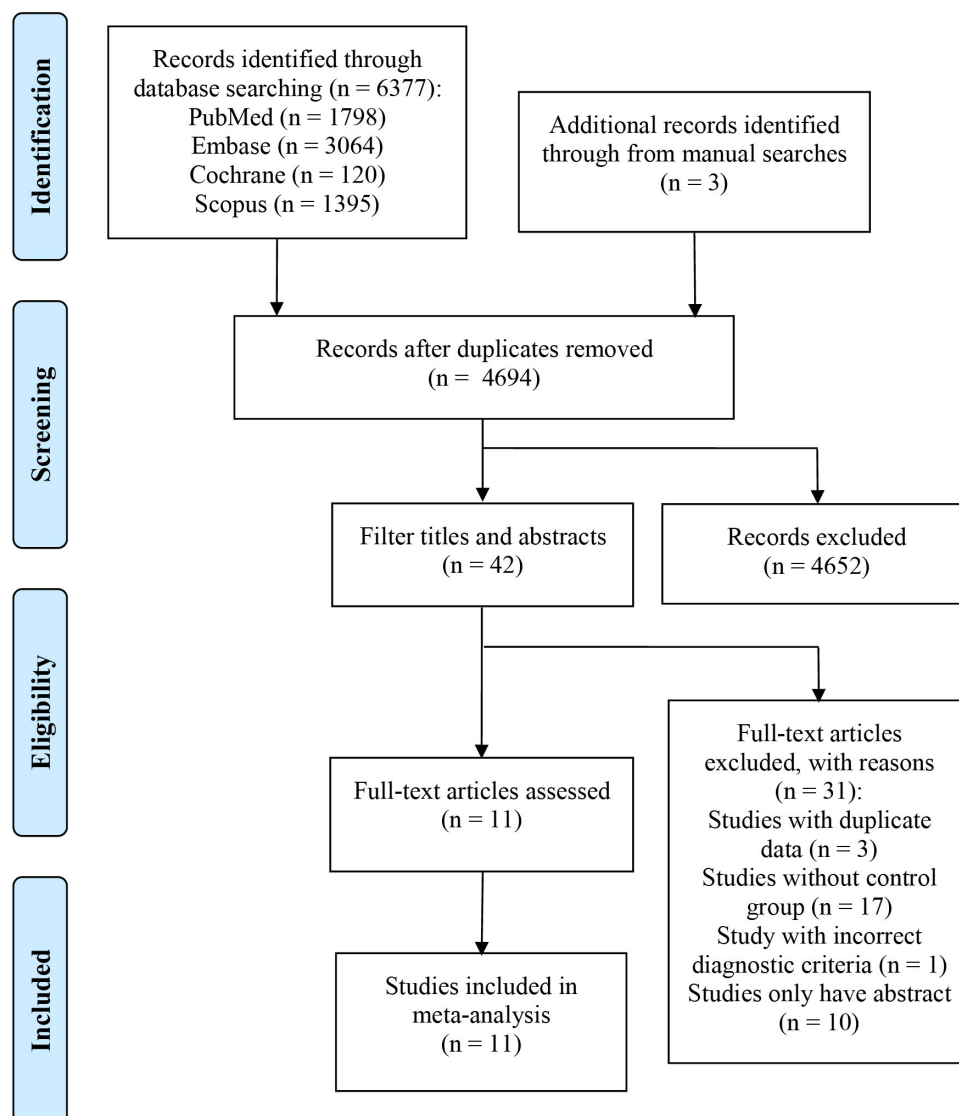 Identification
Records identified through
database searching (n = 6377):
PubMed (n = 1798)
Embase (n = 3064)
Cochrane (n = 120)
Scopus (n = 1395)
Additional records identified
through from manual searches
(n = 3)
Screening
Records after duplicates removed
(n = 4694)
Filter titles and abstracts
(n = 42)
Records excluded
(n = 4652)
Eligibility
Full-text articles assessed
(n = 11)
Full-text articles
excluded, with reasons
(n = 31):
Studies with duplicate
data (n = 3)
Studies without control
group (n = 17)
Study with incorrect
diagnostic criteria (n = 1)
Studies only have abstract
(n = 10)
Included
Studies included in
meta-analysis
(n = 11)